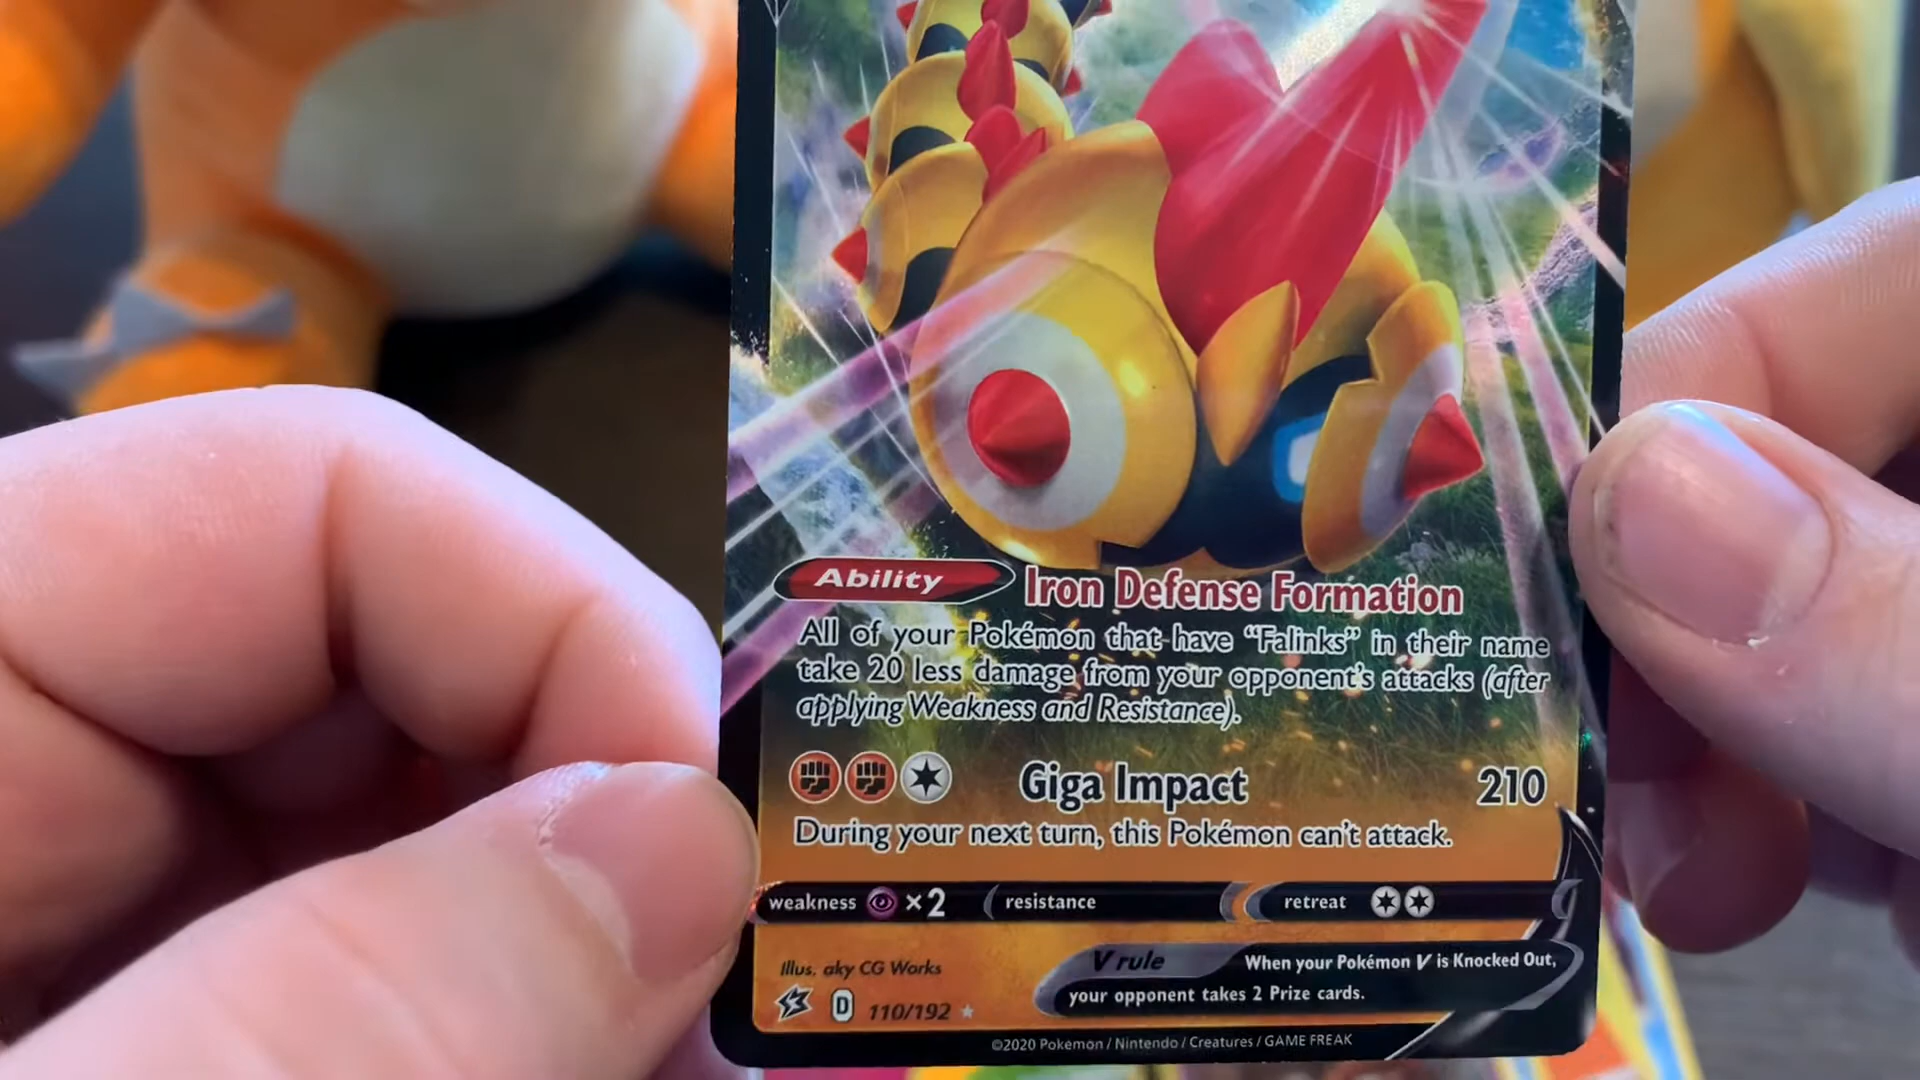 Ability Iron Defense Formation
All of your Pokémon that have “Falinks” in their name
take 20 less damage from your opponent's attacks (after
applying Weakness and Resistance).
Giga Impact 210
During your next turn, this Pokémon can't attack.
weakness ×2 resistance retreat
Illus. aky CG Works
V rule When your Pokémon V is Knocked Out,
your opponent takes 2 Prize cards.
D 110/192
©2020 Pokémon / Nintendo / Creatures / GAME FREAK